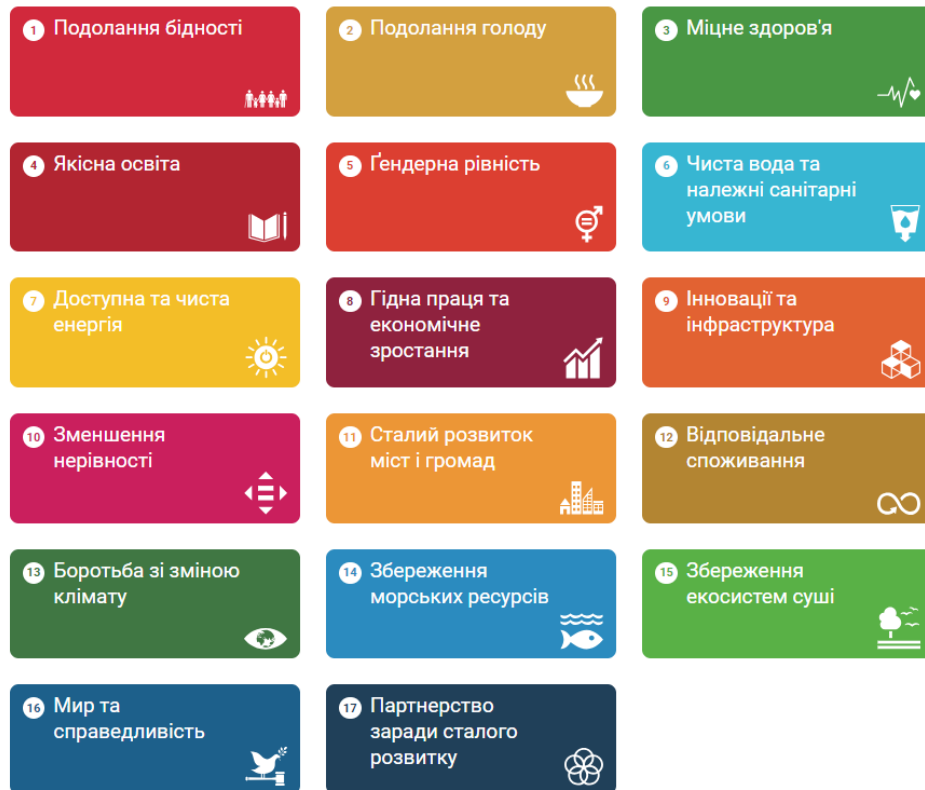 1 Подолання бідності
2 Подолання голоду
3 Міцне здоров'я
4 Якісна освіта
5 Ґендерна рівність
6 Чиста вода та
належні санітарні
умови
7 Доступна та чиста
енергія
8 Гідна праця та
економічне
зростання
9 Інновації та
інфраструктура
10 Зменшення
нерівності
11 Сталий розвиток
міст і громад
12 Відповідальне
споживання
13 Боротьба зі зміною
клімату
14 Збереження
морських ресурсів
15 Збереження
екосистем суші
16 Мир та
справедливість
17 Партнерство
заради сталого
розвитку